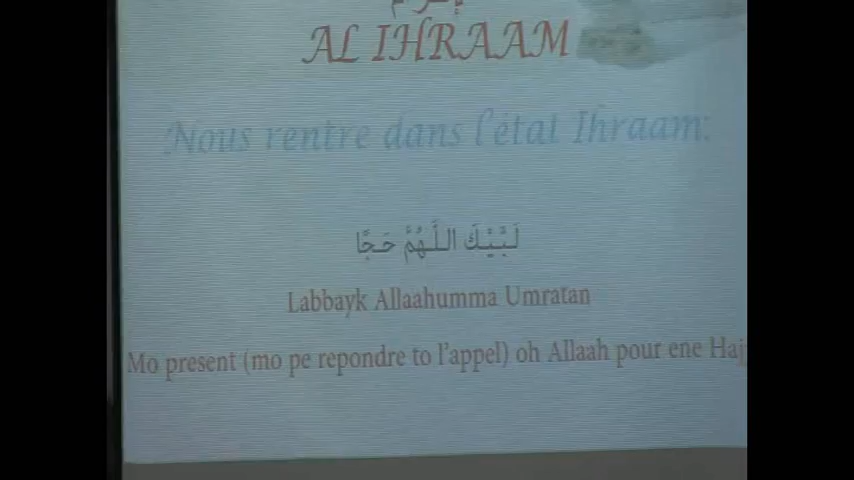 AL IHRAAM
Nous rentre dans l'état Ihraam:
لَبَّيْكَ اللَّهُمَّ حَجًّا
Labbayk Allaahumma Umratan
Mo present (mo pe repondre to l'appel) oh Allaah pour ene Haj